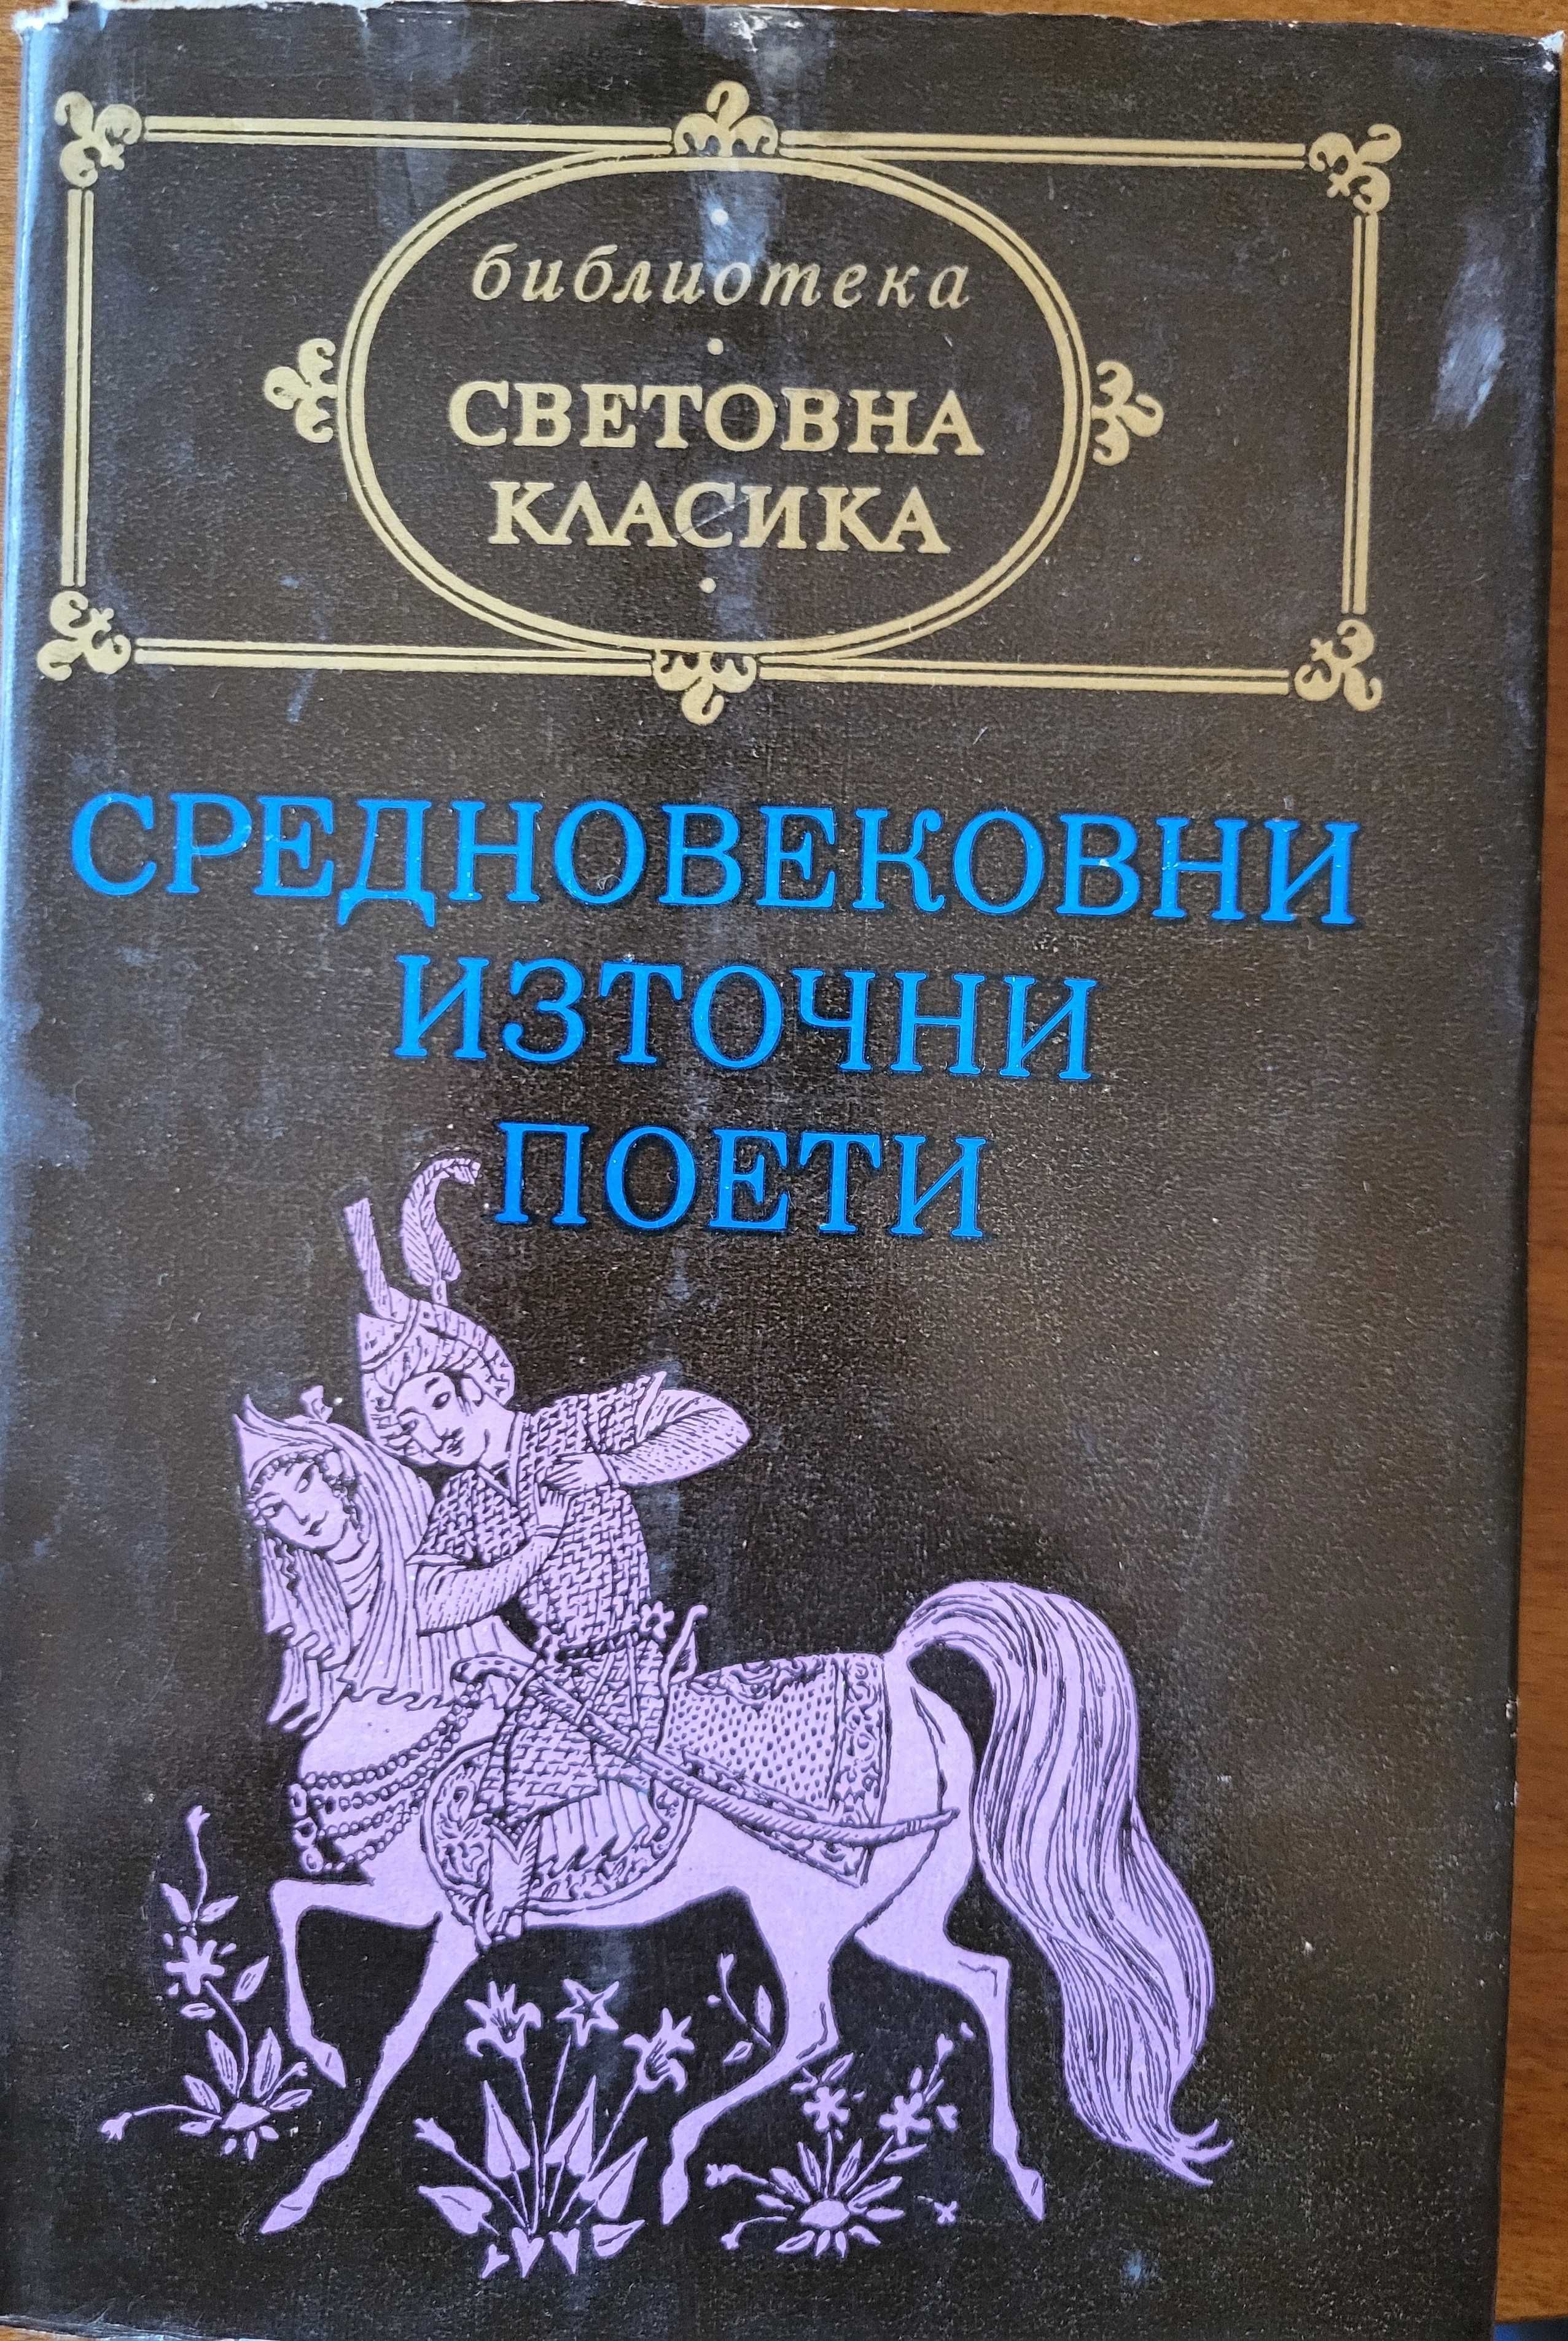 библиотека
СВЕТОВНА
КЛАСИКА
СРЕДНОВЕКОВНИ
ИЗТОЧНИ
ПОЕТИ